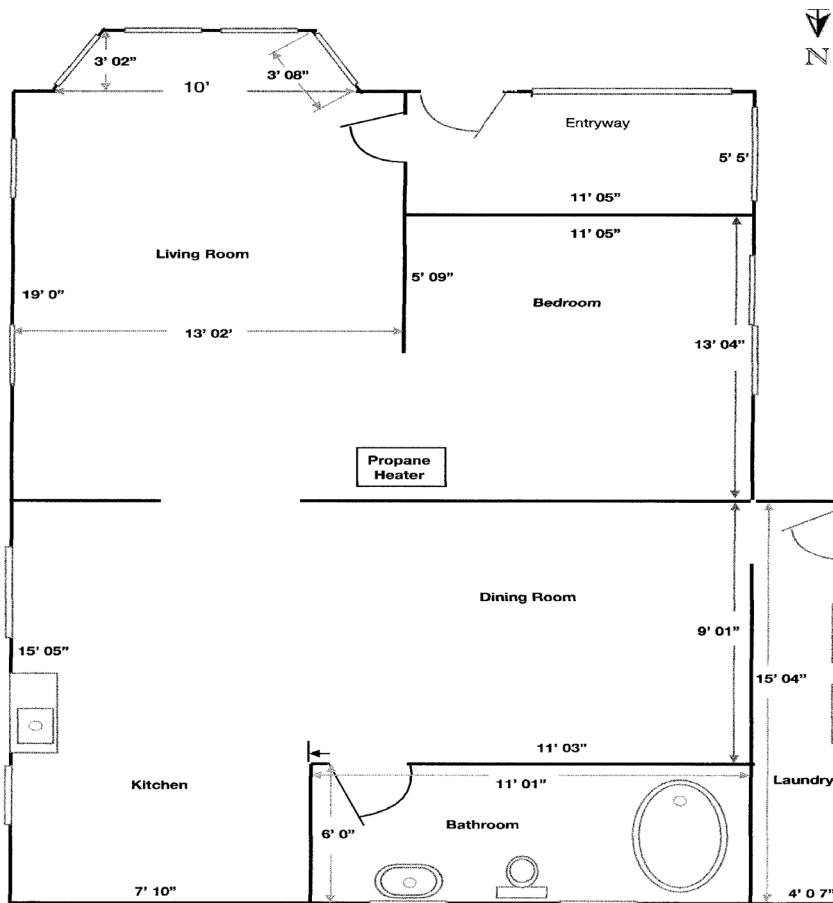 N
3' 02"
10'
3' 08"
Entryway
5' 5'
11' 05"
11' 05"
Living Room
5' 09"
Bedroom
19' 0"
13' 02'
13' 04"
Propane
Heater
Dining Room
9' 01"
15' 05"
15' 04"
11' 03"
Kitchen
11' 01"
Laundry
6' 0"
Bathroom
7' 10"
4' 0 7"